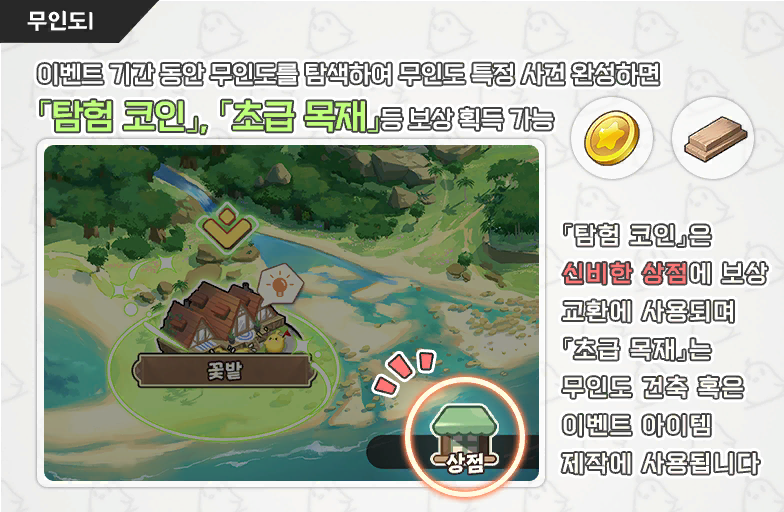 무인도I
이벤트 기간 동안 무인도를 탐색하여 무인도 특정 사건 완성하면
「탐험 코인」, 「초급 목재」등 보상 획득 가능
꽃밭
상점
「탐험 코인」은
신비한 상점에 보상
교환에 사용되며
「초급 목재」는
무인도 건축 혹은
이벤트 아이템
제작에 사용됩니다